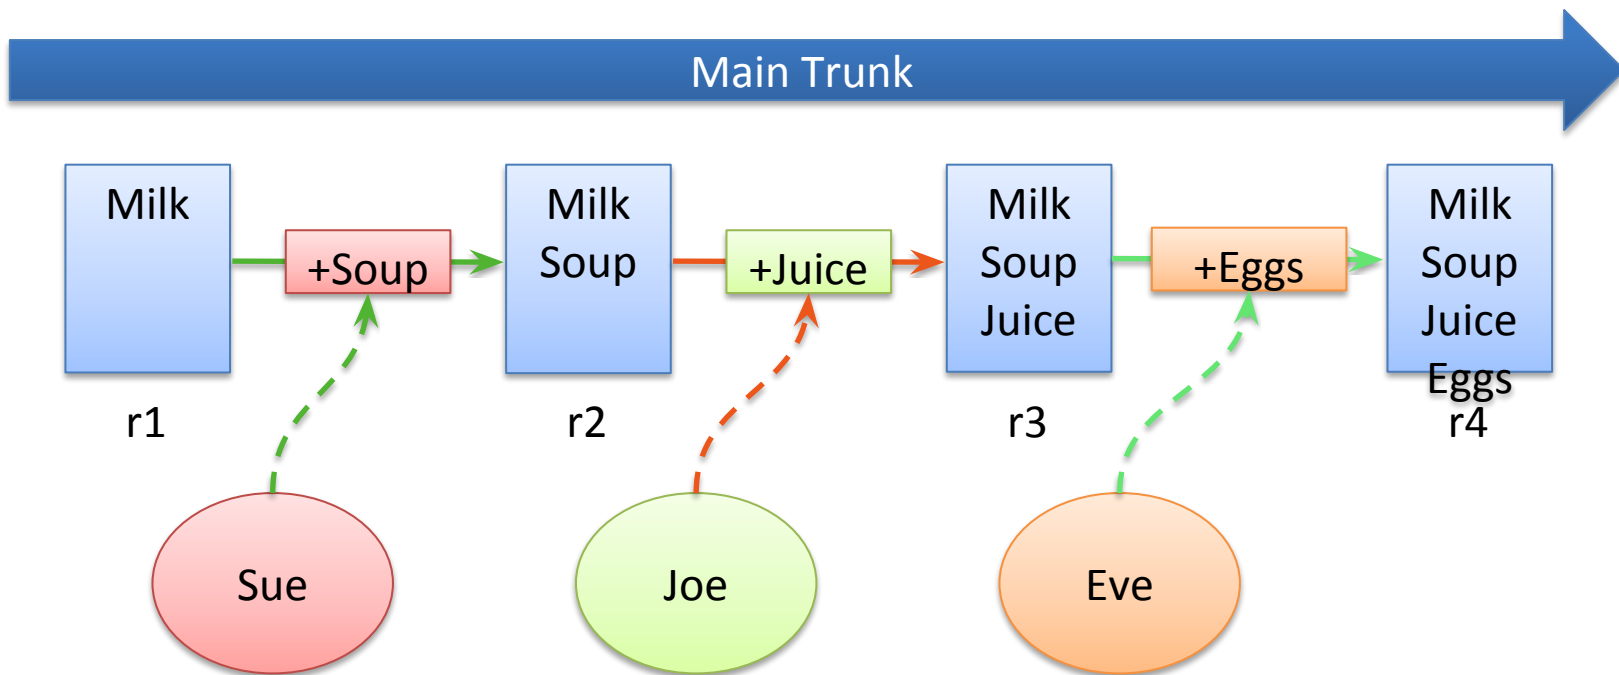 Main Trunk
Milk
+Soup
Milk
Soup
+Juice
Milk
Soup
Juice
+Eggs
Milk
Soup
Juice
Eggs
r1
r2
r3
r4
Sue
Joe
Eve